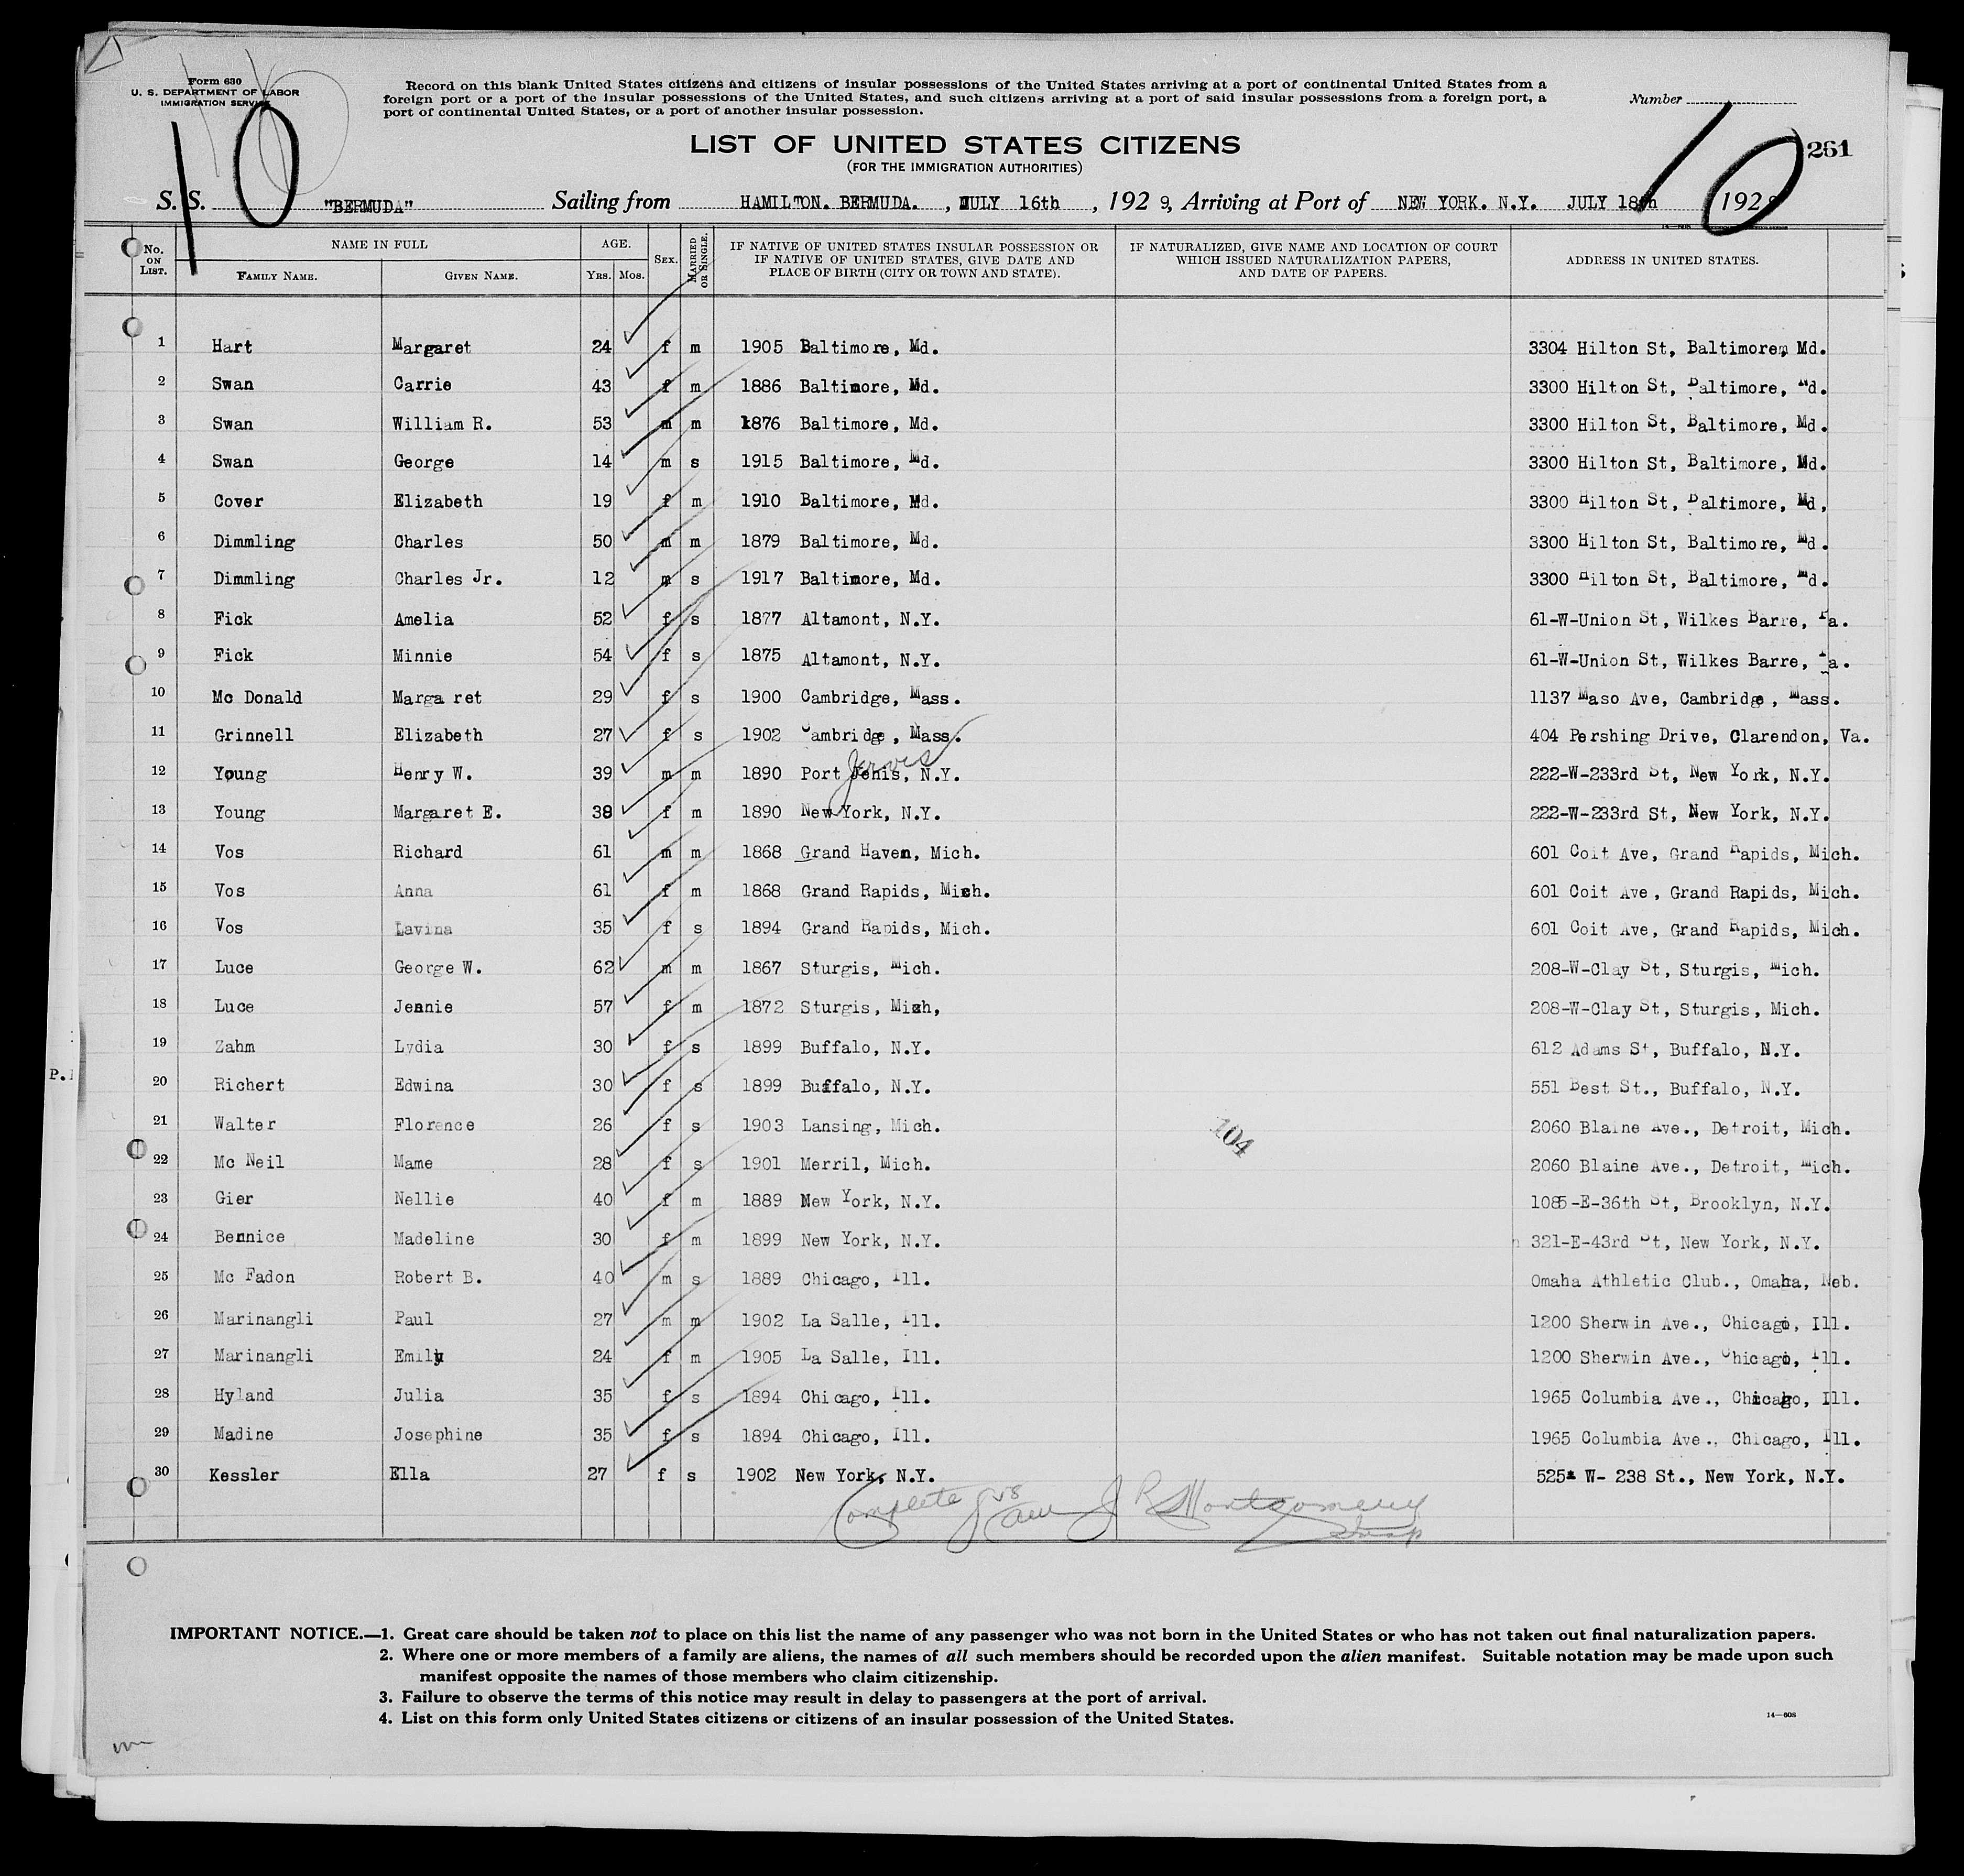 Form 630
U. S. DEPARTMENT OF LABOR
IMMIGRATION SERVICE
Record on this blank United States citizens and citizens of insular possessions of the United States arriving at a port of continental United States from a
foreign port or a port of the insular possessions of the United States, and such citizens arriving at a port of said insular possessions from a foreign port, a
port of continental United States, or a port of another insular possession.
Number
10
10
261
LIST OF UNITED STATES CITIZENS
(FOR THE IMMIGRATION AUTHORITIES)
S. S. "BERMUDA" Sailing from HAMILTON. BERMUDA. , JULY 16th , 192 9, Arriving at Port of NEW YORK. N.Y. JULY 18th 192 9
No. ON LIST. NAME IN FULL FAMILY NAME. GIVEN NAME. AGE. YRS. MOS. SEX. MARRIED OR SINGLE. IF NATIVE OF UNITED STATES INSULAR POSSESSION OR IF NATIVE OF UNITED STATES, GIVE DATE AND PLACE OF BIRTH (CITY OR TOWN AND STATE). IF NATURALIZED, GIVE NAME AND LOCATION OF COURT WHICH ISSUED NATURALIZATION PAPERS, AND DATE OF PAPERS. ADDRESS IN UNITED STATES.
1 Hart Margaret 24 f m 1905 Baltimore, Md. 3304 Hilton St, Baltimorem Md.
2 Swan Carrie 43 f m 1886 Baltimore, Md. 3300 Hilton St, Baltimore, Md.
3 Swan William R. 53 m m 1876 Baltimore, Md. 3300 Hilton St, Baltimore, Md.
4 Swan George 14 m s 1915 Baltimore, Md. 3300 Hilton St, Baltimore, Md.
5 Cover Elizabeth 19 f m 1910 Baltimore, Md. 3300 Hilton St, Baltimore, Md,
6 Dimmling Charles 50 m m 1879 Baltimore, Md. 3300 Hilton St, Baltimore, Md.
7 Dimmling Charles Jr. 12 m s 1917 Baltimore, Md. 3300 Hilton St, Baltimore, Md.
8 Fick Amelia 52 f s 1877 Altamont, N.Y. 61-W-Union St, Wilkes Barre, Pa.
9 Fick Minnie 54 f s 1875 Altamont, N.Y. 61-W-Union St, Wilkes Barre, Pa.
10 Mc Donald Marga ret 29 f s 1900 Cambridge, Mass. 1137 Maso Ave, Cambridge, Mass.
11 Grinnell Elizabeth 27 f s 1902 Cambridge, Mass. 404 Pershing Drive, Clarendon, Va.
Jervis
12 Young Henry W. 39 m m 1890 Port Jenis, N.Y. 222-W-233rd St, New York, N.Y.
13 Young Margaret E. 38 f m 1890 New York, N.Y. 222-W-233rd St, New York, N.Y.
14 Vos Richard 61 m m 1868 Grand Haven, Mich. 601 Coit Ave, Grand Rapids, Mich.
15 Vos Anna 61 f m 1868 Grand Rapids, Mich. 601 Coit Ave, Grand Rapids, Mich.
16 Vos Lavina 35 f s 1894 Grand Rapids, Mich. 601 Coit Ave, Grand Rapids, Mich.
17 Luce George W. 62 m m 1867 Sturgis, Mich. 208-W-Clay St, Sturgis, Mich.
18 Luce Jennie 57 f m 1872 Sturgis, Mich, 208-W-Clay St, Sturgis, Mich.
19 Zahm Lydia 30 f s 1899 Buffalo, N.Y. 612 Adams St, Buffalo, N.Y.
20 Richert Edwina 30 f s 1899 Buffalo, N.Y. 551 Best St., Buffalo, N.Y.
21 Walter Florence 26 f s 1903 Lansing, Mich. 2060 Blaine Ave., Detroit, Mich.
104
22 Mc Neil Mame 28 f s 1901 Merril, Mich. 2060 Blaine Ave., Detroit, Mich.
23 Gier Nellie 40 f m 1889 New York, N.Y. 1085-E-36th St, Brooklyn, N.Y.
24 Bennice Madeline 30 f m 1899 New York, N.Y. 321-E-43rd St, New York, N.Y.
25 Mc Fadon Robert B. 40 m s 1889 Chicago, Ill. Omaha Athletic Club., Omaha, Neb.
26 Marinangli Paul 27 m m 1902 La Salle, Ill. 1200 Sherwin Ave., Chicago, Ill.
27 Marinangli Emily 24 f m 1905 La Salle, Ill. 1200 Sherwin Ave., Chicago, Ill.
28 Hyland Julia 35 f s 1894 Chicago, Ill. 1965 Columbia Ave., Chicago, Ill.
29 Madine Josephine 35 f s 1894 Chicago, Ill. 1965 Columbia Ave., Chicago, Ill.
30 Kessler Ella 27 f s 1902 New York, N.Y. 525 W- 238 St., New York, N.Y.
Complete Montgomery
IMPORTANT NOTICE.—1. Great care should be taken not to place on this list the name of any passenger who was not born in the United States or who has not taken out final naturalization papers.
2. Where one or more members of a family are aliens, the names of all such members should be recorded upon the alien manifest. Suitable notation may be made upon such
manifest opposite the names of those members who claim citizenship.
3. Failure to observe the terms of this notice may result in delay to passengers at the port of arrival.
4. List on this form only United States citizens or citizens of an insular possession of the United States.
14—608